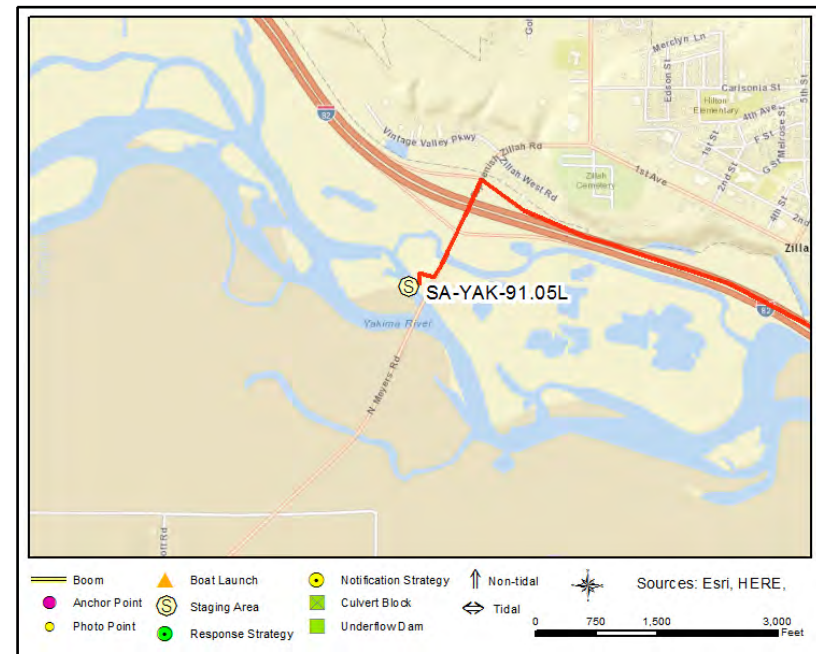 Merclyn Ln
Edson St
Carlsonia St
Hilton
Elementary
4th Ave
5th St
F St
Melrose St
G St
1st St
2nd St
4th St
2nd
82
Vintage Valley Pkwy
Zillah Rd
Zillah West Rd
1st Ave
Zillah
Cemetery
Zilla
SA-YAK-91.05L
S
82
Yakima River
N Meyers Rd
Boom
Boat Launch
Notification Strategy
Non-tidal
Sources: Esri, HERE,
Anchor Point
S
Staging Area
Culvert Block
Tidal
Photo Point
Response Strategy
Underflow Dam
0 750 1,500 3,000
Feet